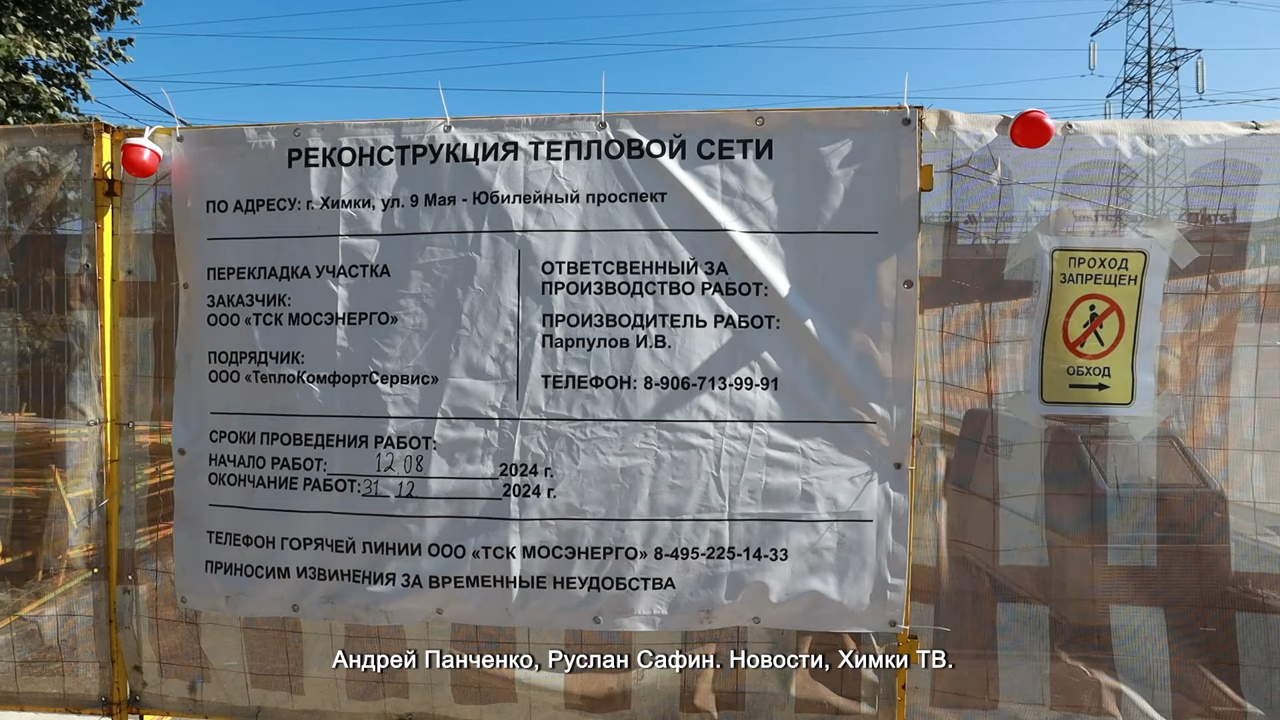 РЕКОНСТРУКЦИЯ ТЕПЛОВОЙ СЕТИ
ПО АДРЕСУ: г. Химки, ул. 9 Мая - Юбилейный проспект
ПЕРЕКЛАДКА УЧАСТКА
ЗАКАЗЧИК:
ООО «ТСК МОСЭНЕРГО»
ПОДРЯДЧИК:
ООО «ТеплоКомфортСервис»
ОТВЕТСВЕННЫЙ ЗА
ПРОИЗВОДСТВО РАБОТ:
ПРОИЗВОДИТЕЛЬ РАБОТ:
Парпулов И.В.
ТЕЛЕФОН: 8-906-713-99-91
СРОКИ ПРОВЕДЕНИЯ РАБОТ:
НАЧАЛО РАБОТ: 12 08 2024 г.
ОКОНЧАНИЕ РАБОТ: 31 12 2024 г.
ТЕЛЕФОН ГОРЯЧЕЙ ЛИНИИ ООО «ТСК МОСЭНЕРГО» 8-495-225-14-33
ПРИНОСИМ ИЗВИНЕНИЯ ЗА ВРЕМЕННЫЕ НЕУДОБСТВА
ПРОХОД
ЗАПРЕЩЕН
ОБХОД
Андрей Панченко, Руслан Сафин. Новости, Химки ТВ.